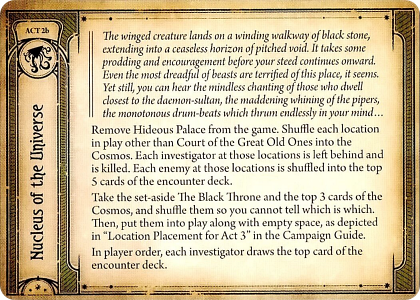 ACT 2b
Nucleus of the Universe
The winged creature lands on a winding walkway of black stone,
extending into a ceaseless horizon of pitched void. It takes some
prodding and encouragement before your steed continues onward.
Even the most dreadful of beasts are terrified of this place, it seems.
Yet still, you can hear the mindless chanting of those who dwell
closest to the daemon-sultan, the maddening whining of the pipers,
the monotonous drum-beats which thrum endlessly in your mind…
Remove Hideous Palace from the game. Shuffle each location
in play other than Court of the Great Old Ones into the
Cosmos. Each investigator at those locations is left behind and
is killed. Each enemy at those locations is shuffled into the top
5 cards of the encounter deck.
Take the set-aside The Black Throne and the top 3 cards of the
Cosmos, and shuffle them so you cannot tell which is which.
Then, put them into play along with empty space, as depicted
in “Location Placement for Act 3” in the Campaign Guide.
In player order, each investigator draws the top card of the
encounter deck.